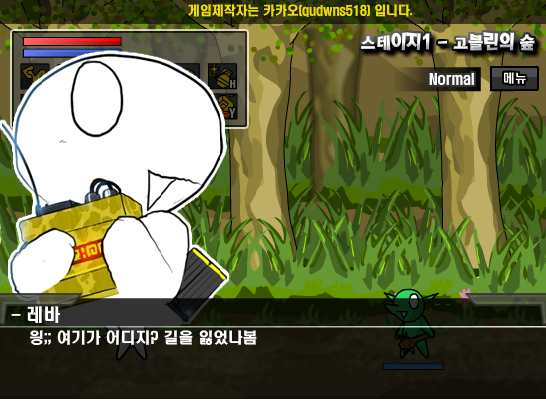 게임제작자는 카카오(qudwns518) 입니다.
스테이지1 - 고블린의 숲
Normal
메뉴
H
Y
- 레바
윙;; 여기가 어디지? 길을 잃었나봄